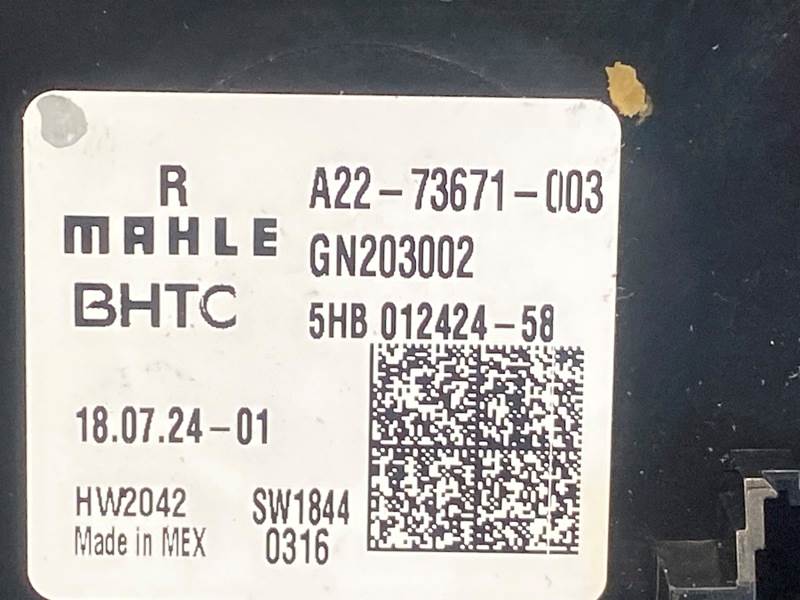 R
MAHLE
BHTC
A22-73671-003
GN203002
5HB 012424-58
18.07.24-01
HW2042
SW1844
Made in MEX
0316